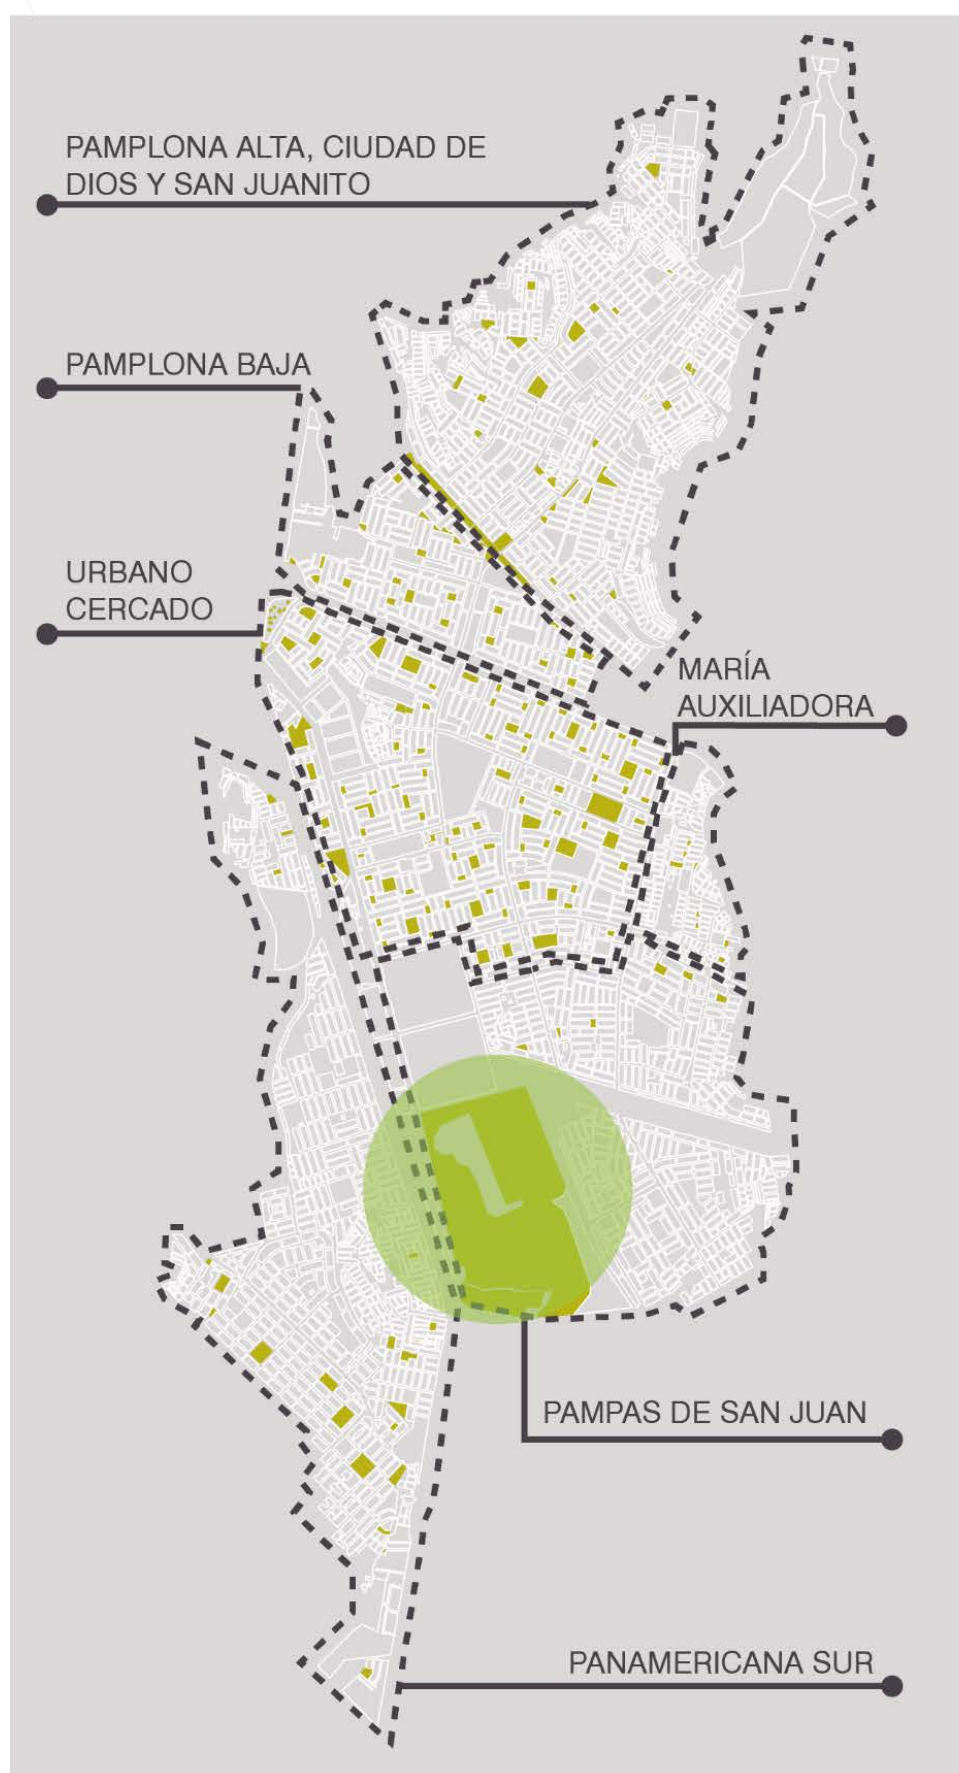 PAMPLONA ALTA, CIUDAD DE
DIOS Y SAN JUANITO
PAMPLONA BAJA
URBANO
CERCADO
MARÍA
AUXILIADORA
PAMPAS DE SAN JUAN
PANAMERICANA SUR